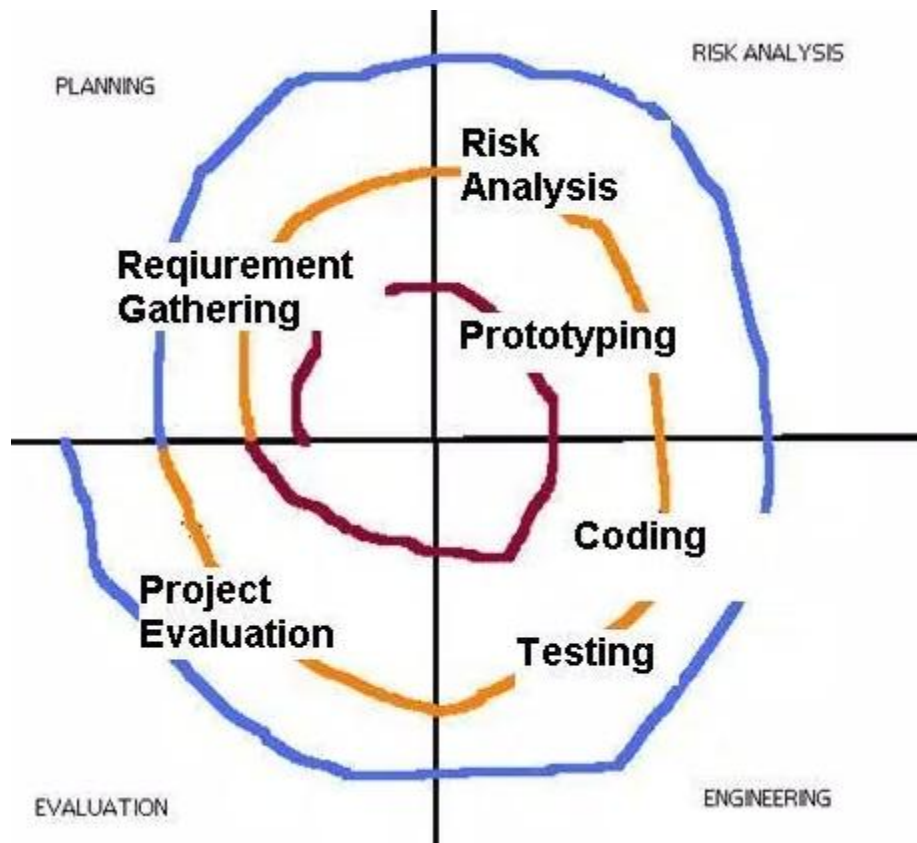 RISK ANALYSIS
PLANNING
Risk
Analysis
Reqiurement
Gathering
Prototyping
Coding
Project
Evaluation
Testing
EVALUATION
ENGINEERING